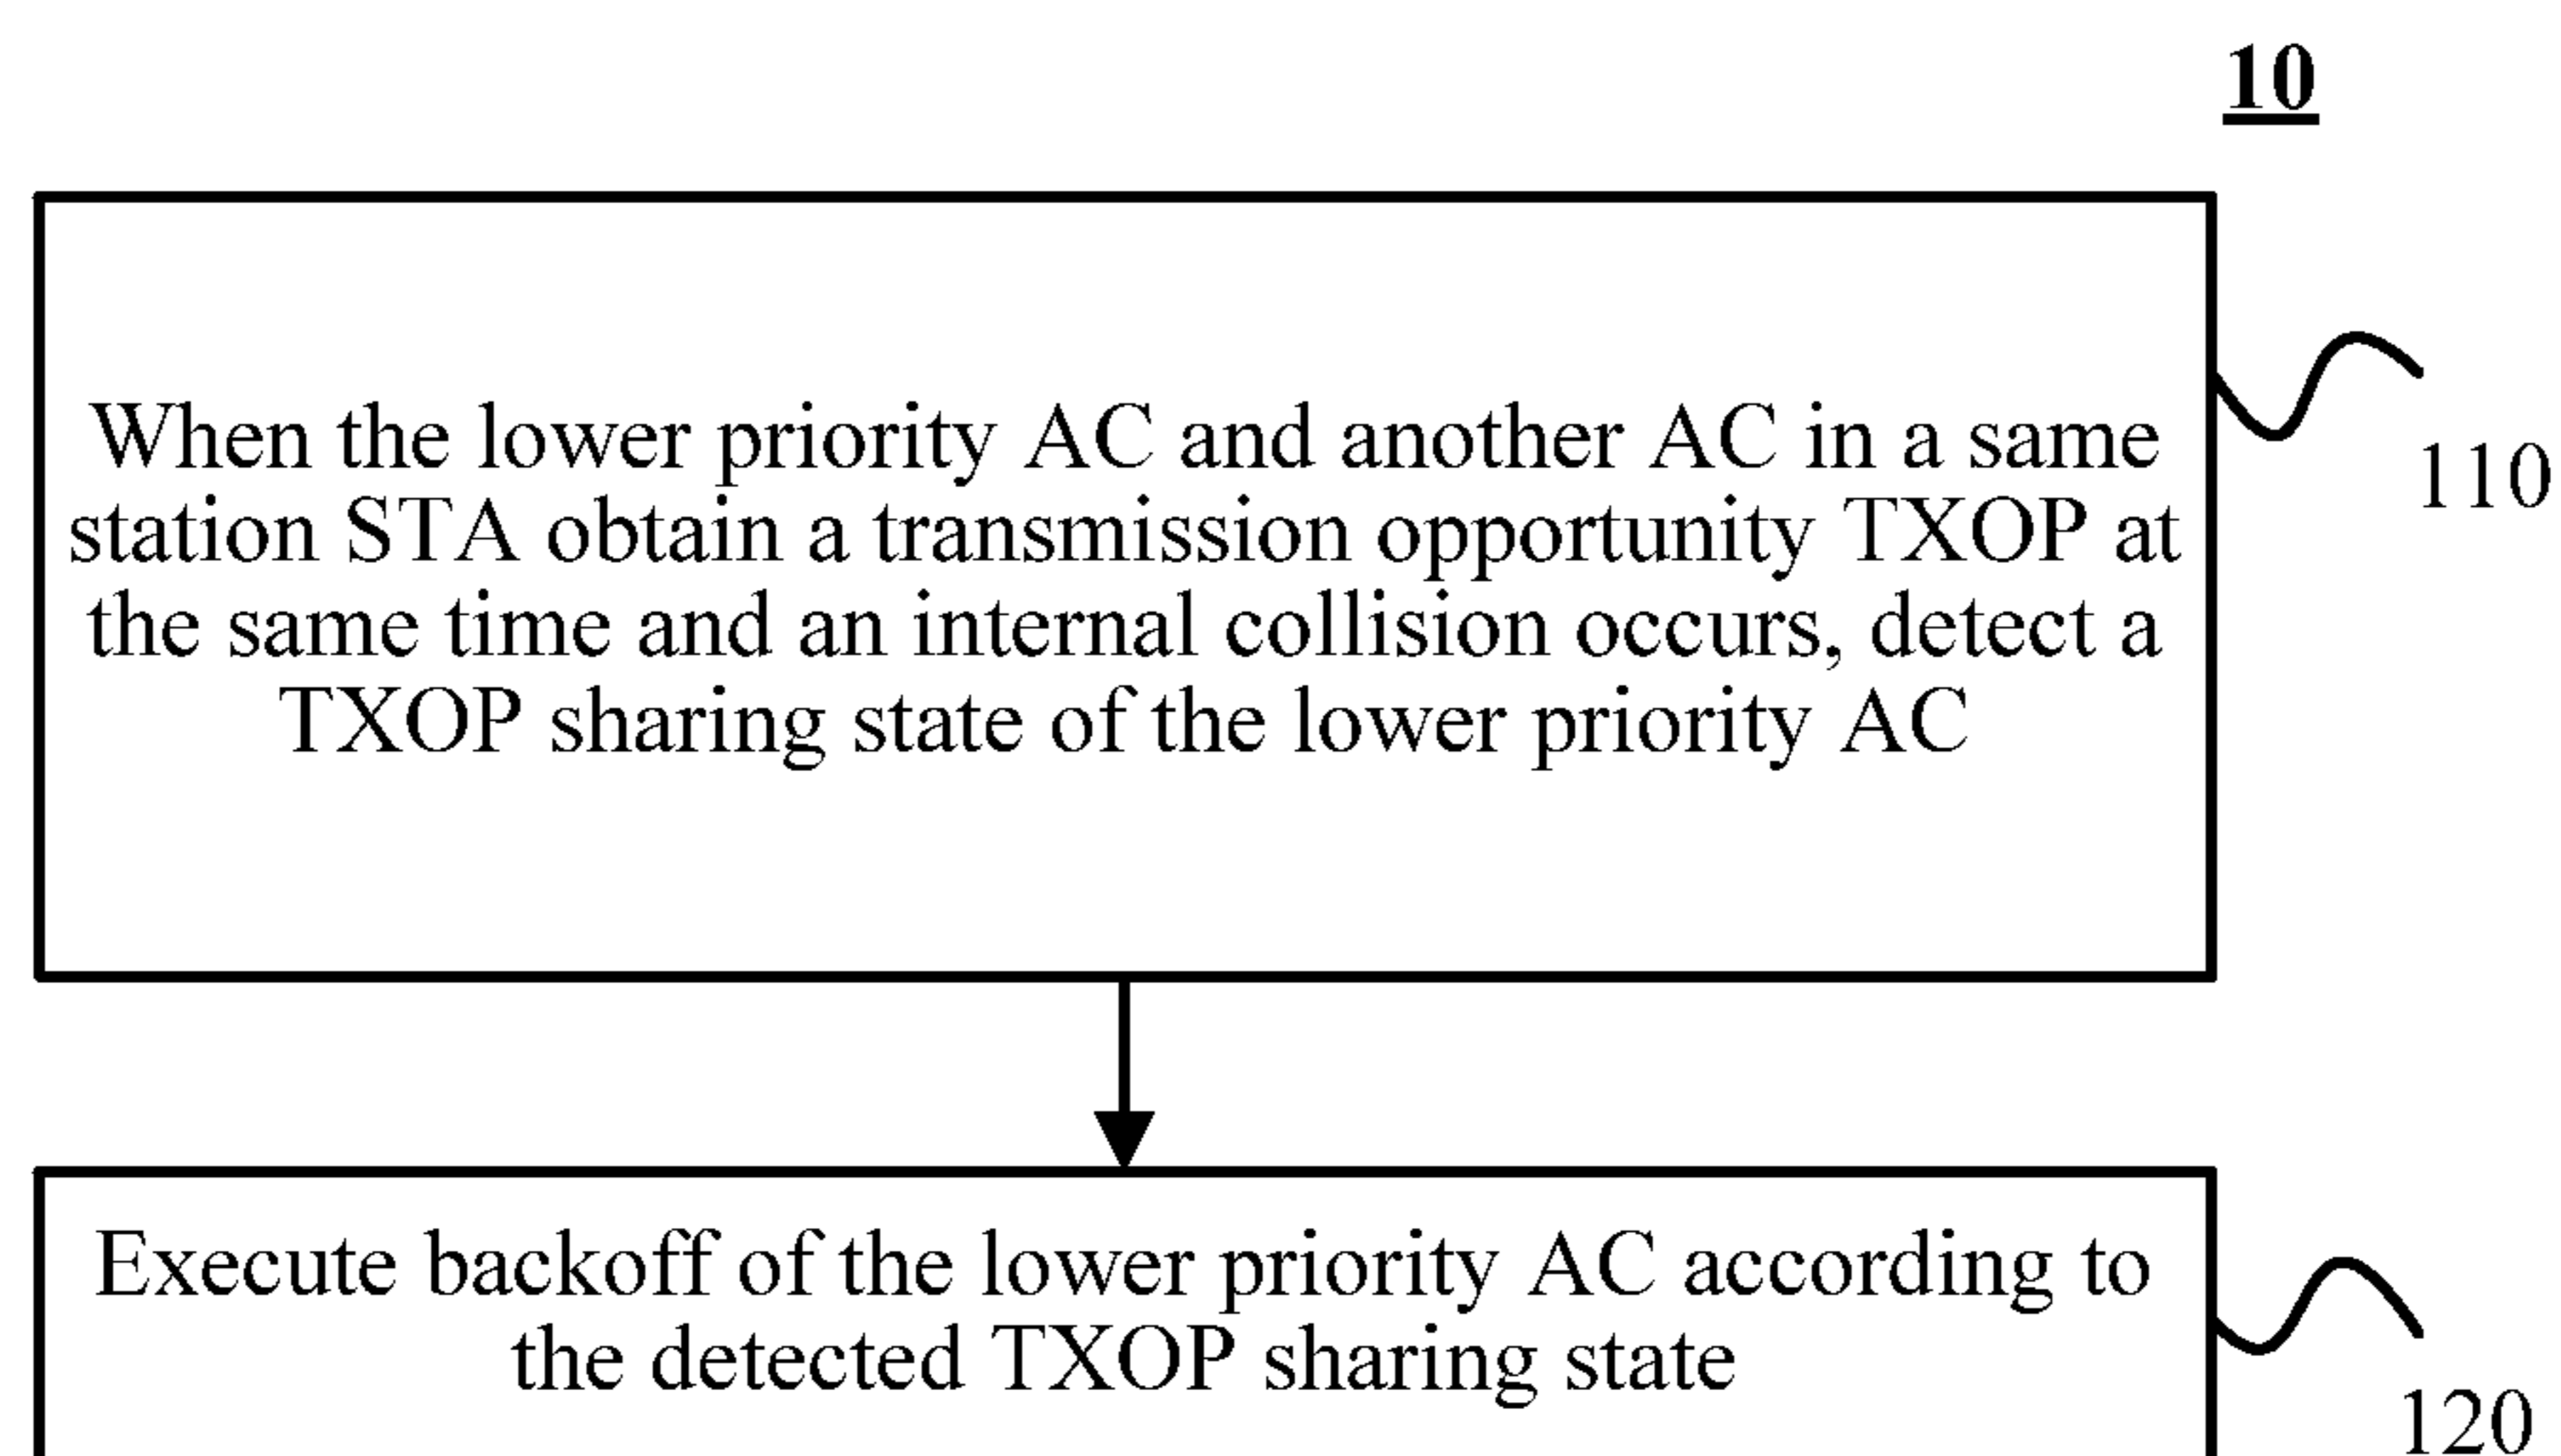 10
When the lower priority AC and another AC in a same
station STA obtain a transmission opportunity TXOP at
the same time and an internal collision occurs, detect a
TXOP sharing state of the lower priority AC
110
Execute backoff of the lower priority AC according to
the detected TXOP sharing state
120